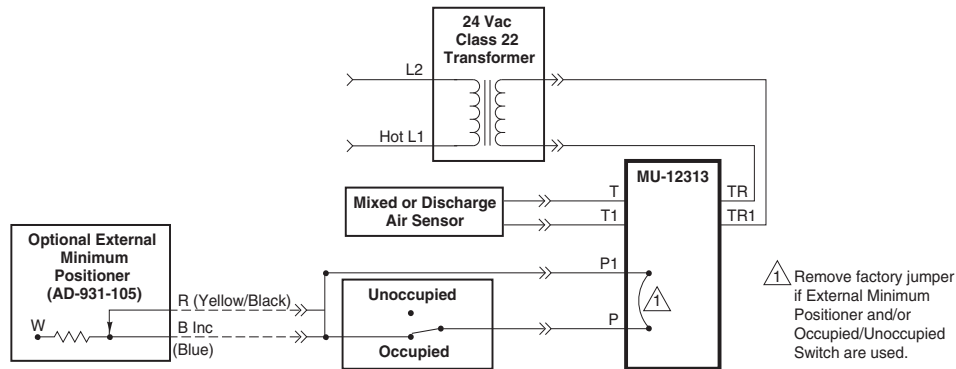 24 Vac
Class 22
Transformer
L2
Hot L1
MU-12313
T
TR
Mixed or Discharge
Air Sensor
T1
TR1
Optional External
Minimum
Positioner
(AD-931-105)
P1
1
1 Remove factory jumper
if External Minimum
Positioner and/or
Occupied/Unoccupied
Switch are used.
R (Yellow/Black)
Unoccupied
W
B Inc
P
(Blue)
Occupied